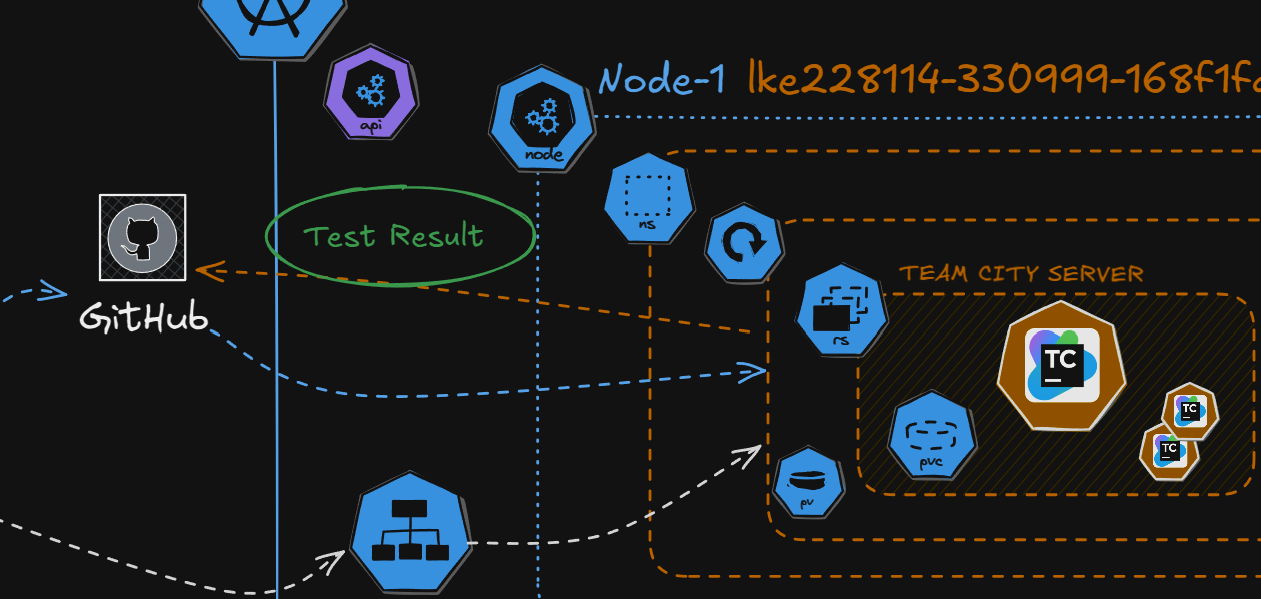 Node-1 lke228114-330999-168f1f
api
node
ns
Test Result
TEAM CITY SERVER
GitHub
rs
TC
TC
TC
pvc
pv